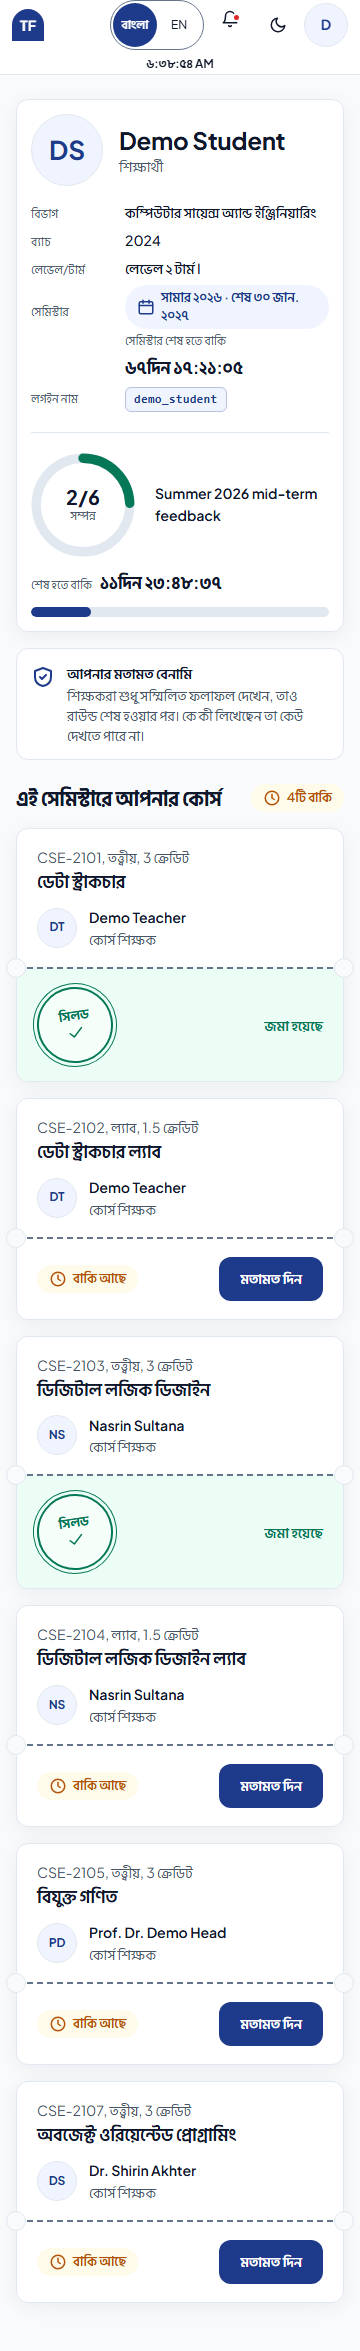 TF
বাংলা
EN
D
৬:৩৮:৫৪ AM
DS
Demo Student
শিক্ষার্থী
বিভাগ
কম্পিউটার সায়েন্স অ্যান্ড ইঞ্জিনিয়ারিং
ব্যাচ
2024
লেভেল/টার্ম
লেভেল ২ টার্ম I
সেমিস্টার
সামার ২০২৬ · শেষ ৩০ জান.
২০২৭
সেমিস্টার শেষ হতে বাকি
৬৭দিন ১৭:২১:০৫
লগইন নাম
demo_student
2/6
সম্পন্ন
Summer 2026 mid-term
feedback
শেষ হতে বাকি ১১দিন ২৩:৪৮:৩৭
আপনার মতামত বেনামি
শিক্ষকরা শুধু সম্মিলিত ফলাফল দেখেন, তাও
রাউন্ড শেষ হওয়ার পর। কে কী লিখেছেন তা কেউ
দেখতে পারে না।
এই সেমিস্টারে আপনার কোর্স
4টি বাকি
CSE-2101, তত্ত্বীয়, 3 ক্রেডিট
ডেটা স্ট্রাকচার
DT
Demo Teacher
কোর্স শিক্ষক
সিলড
জমা হয়েছে
CSE-2102, ল্যাব, 1.5 ক্রেডিট
ডেটা স্ট্রাকচার ল্যাব
DT
Demo Teacher
কোর্স শিক্ষক
বাকি আছে
মতামত দিন
CSE-2103, তত্ত্বীয়, 3 ক্রেডিট
ডিজিটাল লজিক ডিজাইন
NS
Nasrin Sultana
কোর্স শিক্ষক
সিলড
জমা হয়েছে
CSE-2104, ল্যাব, 1.5 ক্রেডিট
ডিজিটাল লজিক ডিজাইন ল্যাব
NS
Nasrin Sultana
কোর্স শিক্ষক
বাকি আছে
মতামত দিন
CSE-2105, তত্ত্বীয়, 3 ক্রেডিট
বিযুক্ত গণিত
PD
Prof. Dr. Demo Head
কোর্স শিক্ষক
বাকি আছে
মতামত দিন
CSE-2107, তত্ত্বীয়, 3 ক্রেডিট
অবজেক্ট ওরিয়েন্টেড প্রোগ্রামিং
DS
Dr. Shirin Akhter
কোর্স শিক্ষক
বাকি আছে
মতামত দিন